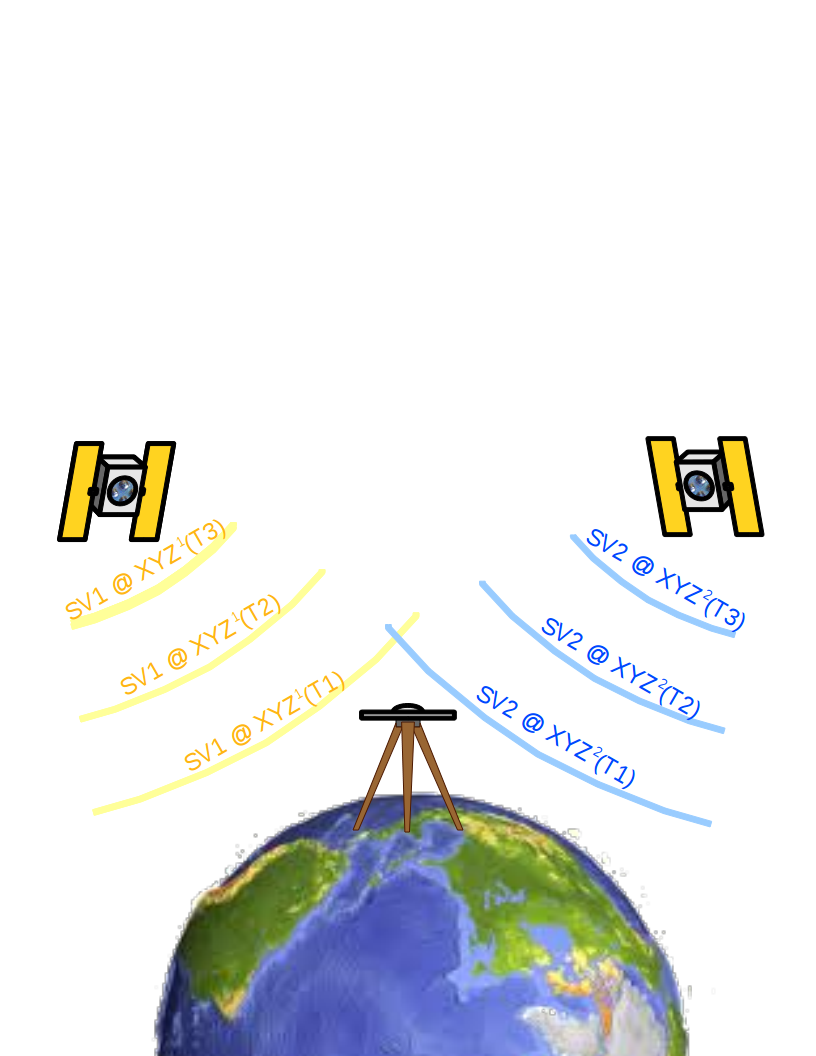 SV1 @ XYZ¹(T3)
SV1 @ XYZ¹(T2)
SV1 @ XYZ¹(T1)
SV2 @ XYZ²(T3)
SV2 @ XYZ²(T2)
SV2 @ XYZ²(T1)